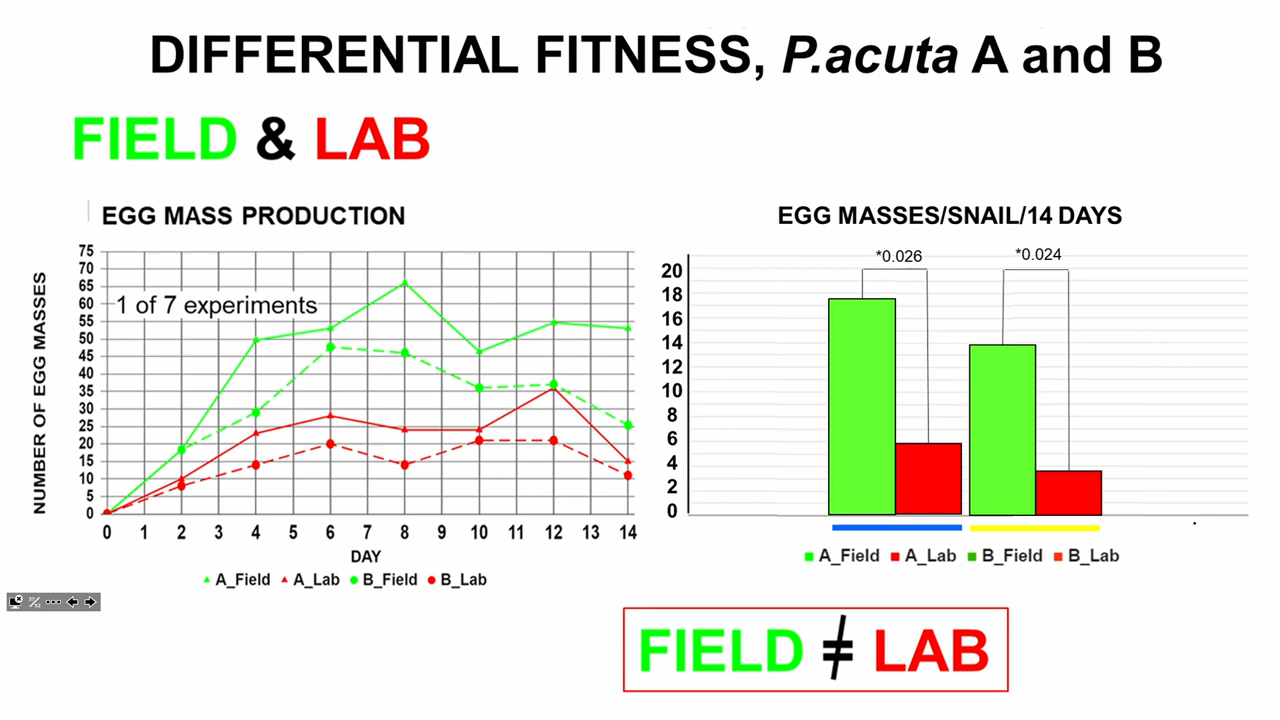 DIFFERENTIAL FITNESS, P.acuta A and B
FIELD & LAB
EGG MASS PRODUCTION
NUMBER OF EGG MASSES
75
70
65
60
55
50
45
40
35
30
25
20
15
10
5
0
1 of 7 experiments
0 1 2 3 4 5 6 7 8 9 10 11 12 13 14
DAY
A_Field A_Lab B_Field B_Lab
EGG MASSES/SNAIL/14 DAYS
*0.026 *0.024
20
18
16
14
12
10
8
6
4
2
0
A_Field A_Lab B_Field B_Lab
FIELD ≠ LAB